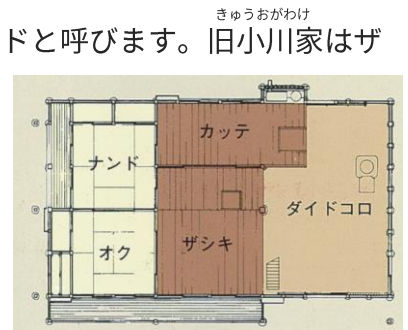 きゅうおがわけ
ドと呼びます。旧小川家はザ
カッテ
ナンド
ダイドコロ
ザシキ
オク